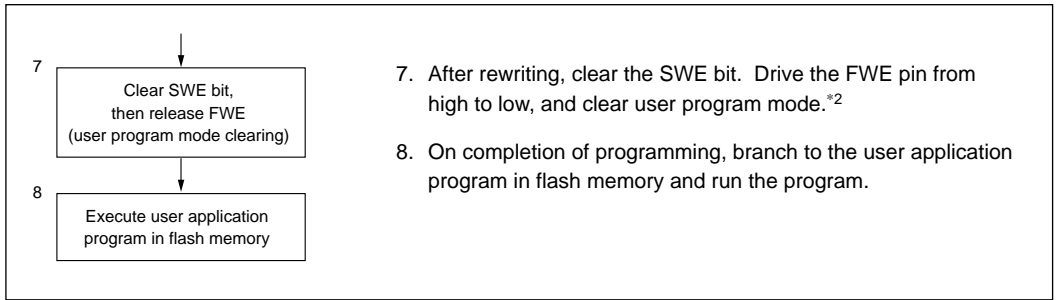 7
Clear SWE bit,
then release FWE
(user program mode clearing)
8
Execute user application
program in flash memory
7. After rewriting, clear the SWE bit. Drive the FWE pin from
high to low, and clear user program mode.*2
8. On completion of programming, branch to the user application
program in flash memory and run the program.